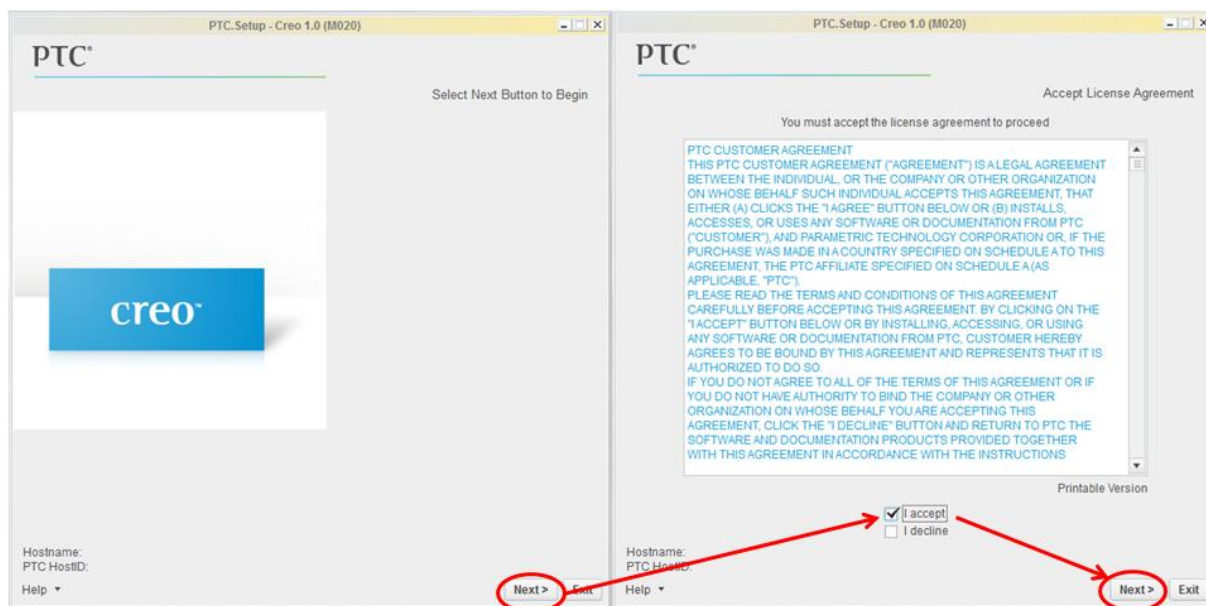 PTC.Setup - Creo 1.0 (M020)
PTC®
Select Next Button to Begin
creo™
Hostname:
PTC HostID:
Help
Next >
Exit
PTC.Setup - Creo 1.0 (M020)
PTC®
Accept License Agreement
You must accept the license agreement to proceed
PTC CUSTOMER AGREEMENT
THIS PTC CUSTOMER AGREEMENT ("AGREEMENT") IS A LEGAL AGREEMENT
BETWEEN THE INDIVIDUAL, OR THE COMPANY OR OTHER ORGANIZATION
ON WHOSE BEHALF SUCH INDIVIDUAL ACCEPTS THIS AGREEMENT, THAT
EITHER (A) CLICKS THE "I AGREE" BUTTON BELOW OR (B) INSTALLS,
ACCESSES, OR USES ANY SOFTWARE OR DOCUMENTATION FROM PTC
("CUSTOMER"), AND PARAMETRIC TECHNOLOGY CORPORATION OR, IF THE
PURCHASE WAS MADE IN A COUNTRY SPECIFIED ON SCHEDULE A TO THIS
AGREEMENT, THE PTC AFFILIATE SPECIFIED ON SCHEDULE A (AS
APPLICABLE, "PTC").
PLEASE READ THE TERMS AND CONDITIONS OF THIS AGREEMENT
CAREFULLY BEFORE ACCEPTING THIS AGREEMENT. BY CLICKING ON THE
"I ACCEPT" BUTTON BELOW OR BY INSTALLING, ACCESSING, OR USING
ANY SOFTWARE OR DOCUMENTATION FROM PTC, CUSTOMER HEREBY
AGREES TO BE BOUND BY THIS AGREEMENT AND REPRESENTS THAT IT IS
AUTHORIZED TO DO SO.
IF YOU DO NOT AGREE TO ALL OF THE TERMS OF THIS AGREEMENT OR IF
YOU DO NOT HAVE AUTHORITY TO BIND THE COMPANY OR OTHER
ORGANIZATION ON WHOSE BEHALF YOU ARE ACCEPTING THIS
AGREEMENT, CLICK THE "I DECLINE" BUTTON AND RETURN TO PTC THE
SOFTWARE AND DOCUMENTATION PRODUCTS PROVIDED TOGETHER
WITH THIS AGREEMENT IN ACCORDANCE WITH THE INSTRUCTIONS
Printable Version
I accept
I decline
Hostname:
PTC HostID:
Help
Next >
Exit